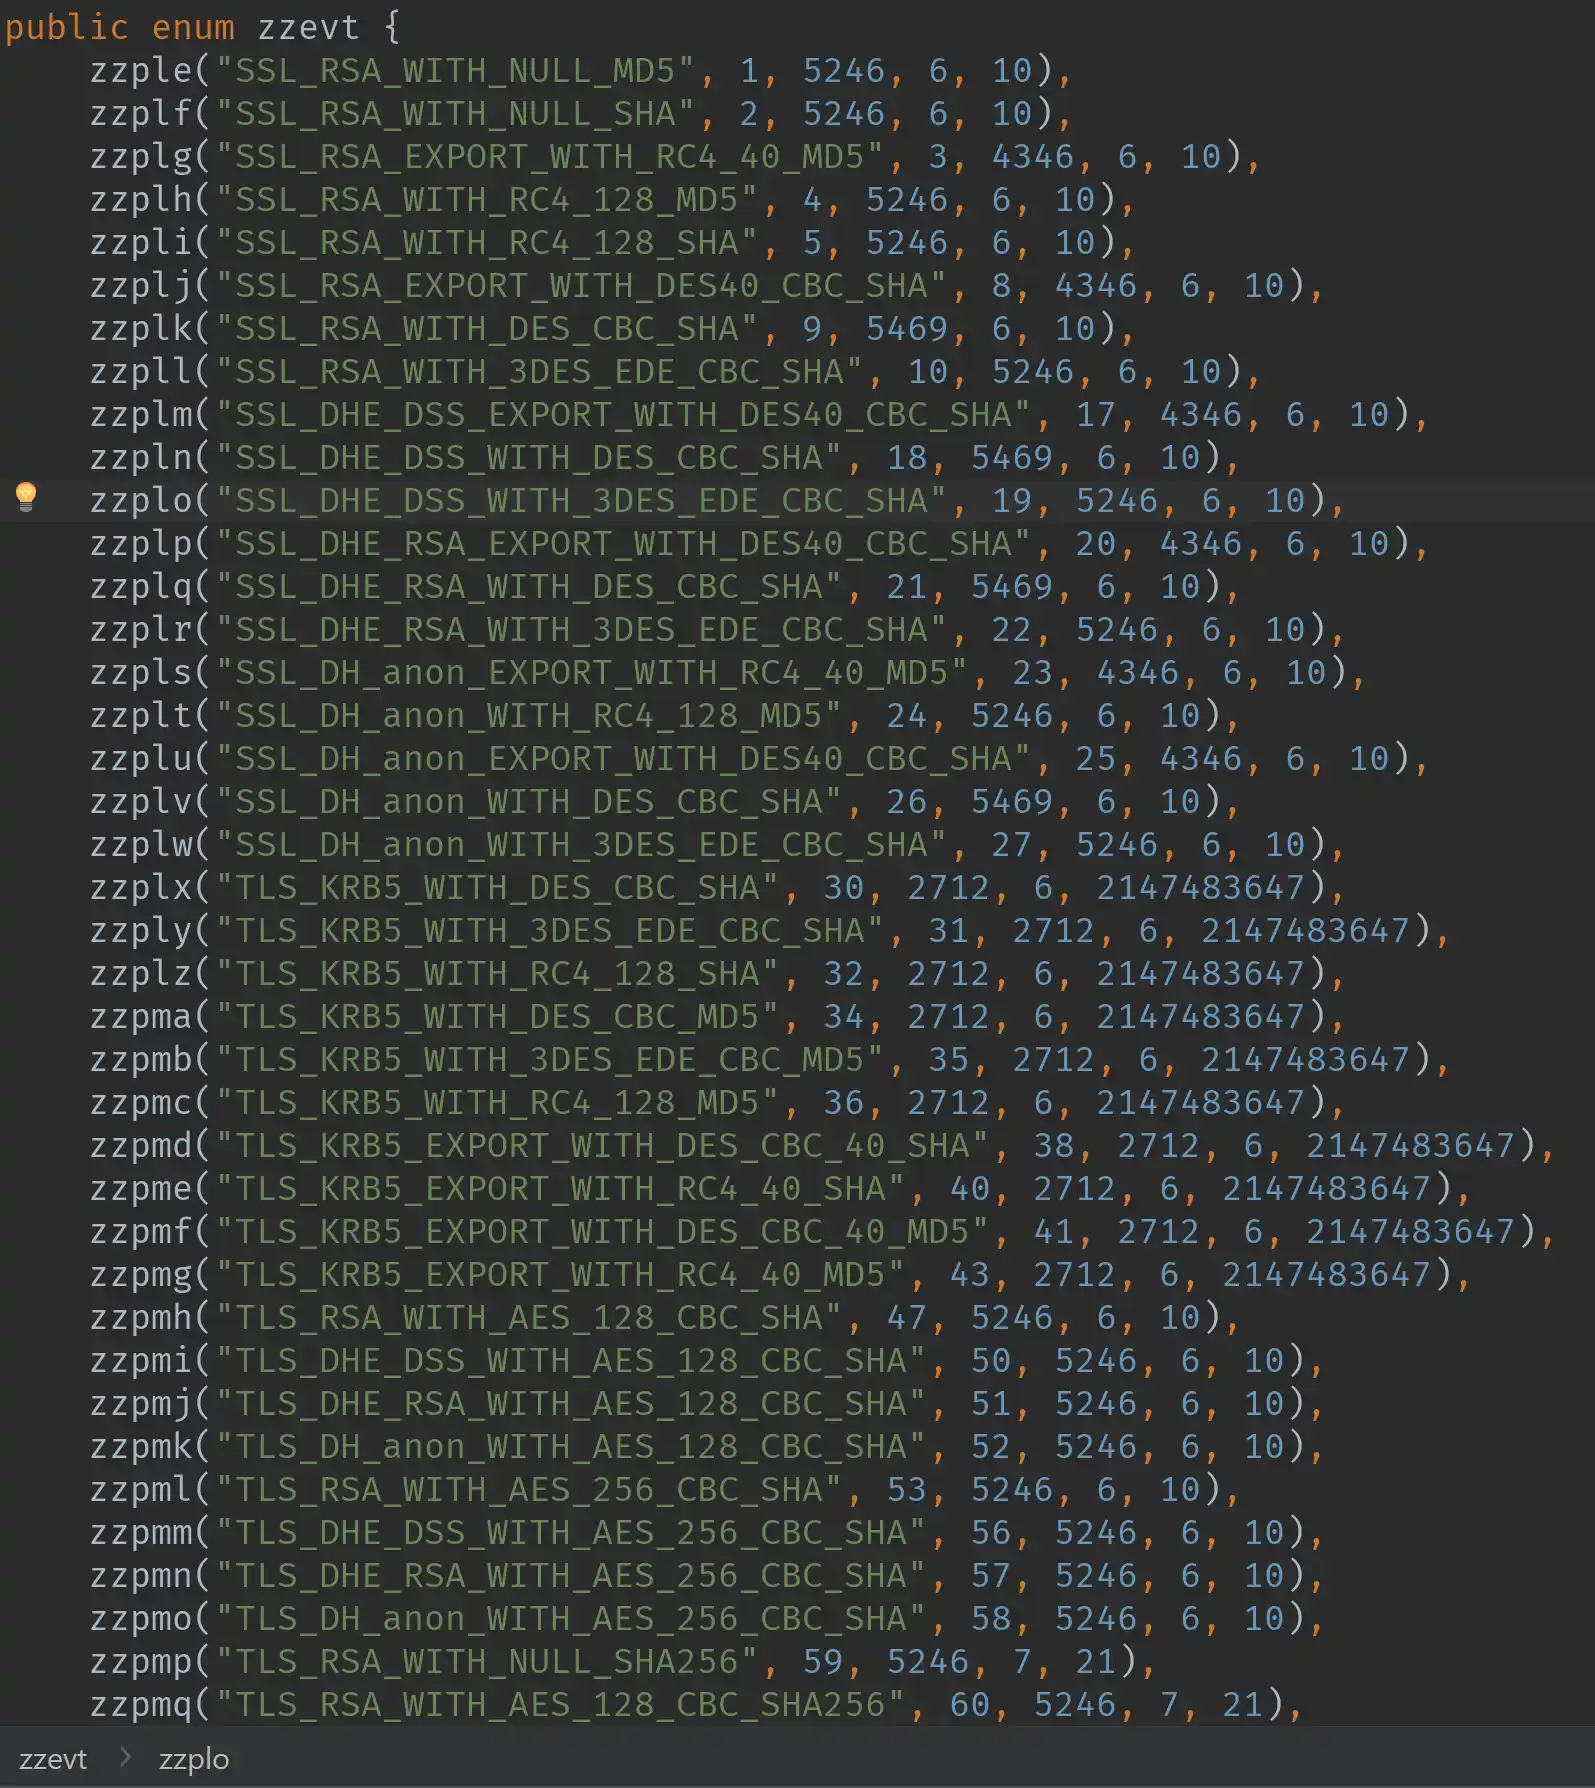 public enum zzevt {
zzple("SSL_RSA_WITH_NULL_MD5", 1, 5246, 6, 10),
zzplf("SSL_RSA_WITH_NULL_SHA", 2, 5246, 6, 10),
zzplg("SSL_RSA_EXPORT_WITH_RC4_40_MD5", 3, 4346, 6, 10),
zzplh("SSL_RSA_WITH_RC4_128_MD5", 4, 5246, 6, 10),
zzpli("SSL_RSA_WITH_RC4_128_SHA", 5, 5246, 6, 10),
zzplj("SSL_RSA_EXPORT_WITH_DES40_CBC_SHA", 8, 4346, 6, 10),
zzplk("SSL_RSA_WITH_DES_CBC_SHA", 9, 5469, 6, 10),
zzpll("SSL_RSA_WITH_3DES_EDE_CBC_SHA", 10, 5246, 6, 10),
zzplm("SSL_DHE_DSS_EXPORT_WITH_DES40_CBC_SHA", 17, 4346, 6, 10),
zzpln("SSL_DHE_DSS_WITH_DES_CBC_SHA", 18, 5469, 6, 10),
zzplo("SSL_DHE_DSS_WITH_3DES_EDE_CBC_SHA", 19, 5246, 6, 10),
zzplp("SSL_DHE_RSA_EXPORT_WITH_DES40_CBC_SHA", 20, 4346, 6, 10),
zzplq("SSL_DHE_RSA_WITH_DES_CBC_SHA", 21, 5469, 6, 10),
zzplr("SSL_DHE_RSA_WITH_3DES_EDE_CBC_SHA", 22, 5246, 6, 10),
zzpls("SSL_DH_anon_EXPORT_WITH_RC4_40_MD5", 23, 4346, 6, 10),
zzplt("SSL_DH_anon_WITH_RC4_128_MD5", 24, 5246, 6, 10),
zzplu("SSL_DH_anon_EXPORT_WITH_DES40_CBC_SHA", 25, 4346, 6, 10),
zzplv("SSL_DH_anon_WITH_DES_CBC_SHA", 26, 5469, 6, 10),
zzplw("SSL_DH_anon_WITH_3DES_EDE_CBC_SHA", 27, 5246, 6, 10),
zzplx("TLS_KRB5_WITH_DES_CBC_SHA", 30, 2712, 6, 2147483647),
zzply("TLS_KRB5_WITH_3DES_EDE_CBC_SHA", 31, 2712, 6, 2147483647),
zzplz("TLS_KRB5_WITH_RC4_128_SHA", 32, 2712, 6, 2147483647),
zzpma("TLS_KRB5_WITH_DES_CBC_MD5", 34, 2712, 6, 2147483647),
zzpmb("TLS_KRB5_WITH_3DES_EDE_CBC_MD5", 35, 2712, 6, 2147483647),
zzpmc("TLS_KRB5_WITH_RC4_128_MD5", 36, 2712, 6, 2147483647),
zzpmd("TLS_KRB5_EXPORT_WITH_DES_CBC_40_SHA", 38, 2712, 6, 2147483647),
zzpme("TLS_KRB5_EXPORT_WITH_RC4_40_SHA", 40, 2712, 6, 2147483647),
zzpmf("TLS_KRB5_EXPORT_WITH_DES_CBC_40_MD5", 41, 2712, 6, 2147483647),
zzpmg("TLS_KRB5_EXPORT_WITH_RC4_40_MD5", 43, 2712, 6, 2147483647),
zzpmh("TLS_RSA_WITH_AES_128_CBC_SHA", 47, 5246, 6, 10),
zzpmi("TLS_DHE_DSS_WITH_AES_128_CBC_SHA", 50, 5246, 6, 10),
zzpmj("TLS_DHE_RSA_WITH_AES_128_CBC_SHA", 51, 5246, 6, 10),
zzpmk("TLS_DH_anon_WITH_AES_128_CBC_SHA", 52, 5246, 6, 10),
zzpml("TLS_RSA_WITH_AES_256_CBC_SHA", 53, 5246, 6, 10),
zzpmm("TLS_DHE_DSS_WITH_AES_256_CBC_SHA", 56, 5246, 6, 10),
zzpmn("TLS_DHE_RSA_WITH_AES_256_CBC_SHA", 57, 5246, 6, 10),
zzpmo("TLS_DH_anon_WITH_AES_256_CBC_SHA", 58, 5246, 6, 10),
zzpmp("TLS_RSA_WITH_NULL_SHA256", 59, 5246, 7, 21),
zzpmq("TLS_RSA_WITH_AES_128_CBC_SHA256", 60, 5246, 7, 21),
zzevt > zzplo